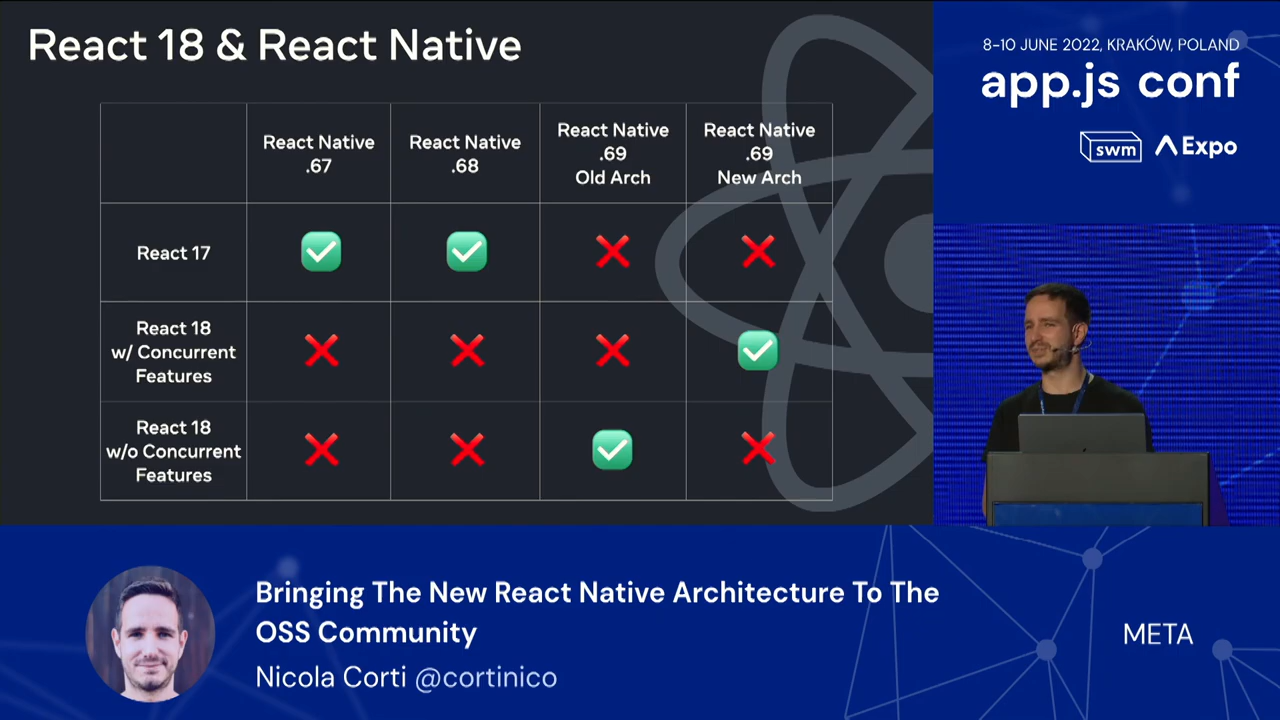 React 18 & React Native
React Native
.67
React Native
.68
React Native
.69
Old Arch
React Native
.69
New Arch
React 17
React 18
w/ Concurrent
Features
React 18
w/o Concurrent
Features
8-10 JUNE 2022, KRAKÓW, POLAND
app.js conf
swm
Expo
Bringing The New React Native Architecture To The
OSS Community
Nicola Corti @cortinico
META